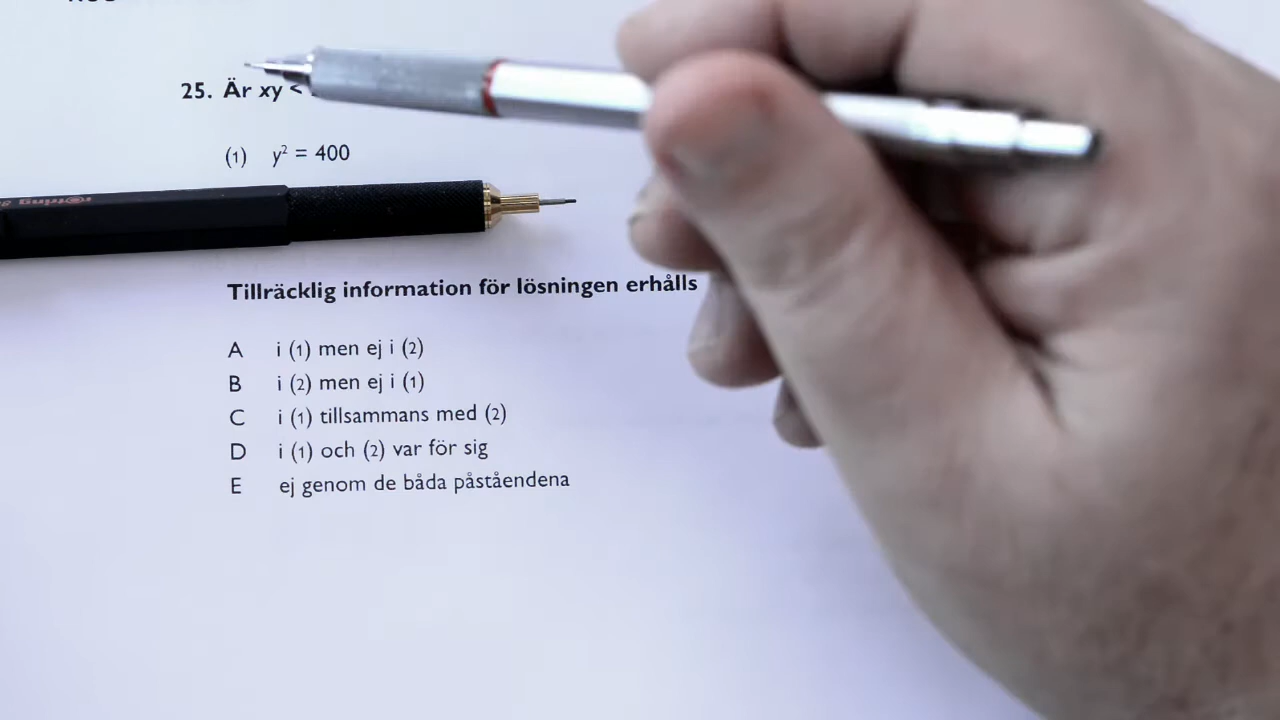 25. Är xy <
(1) y² = 400
rotring
Tillräcklig information för lösningen erhålls
A i (1) men ej i (2)
B i (2) men ej i (1)
C i (1) tillsammans med (2)
D i (1) och (2) var för sig
E ej genom de båda påståendena